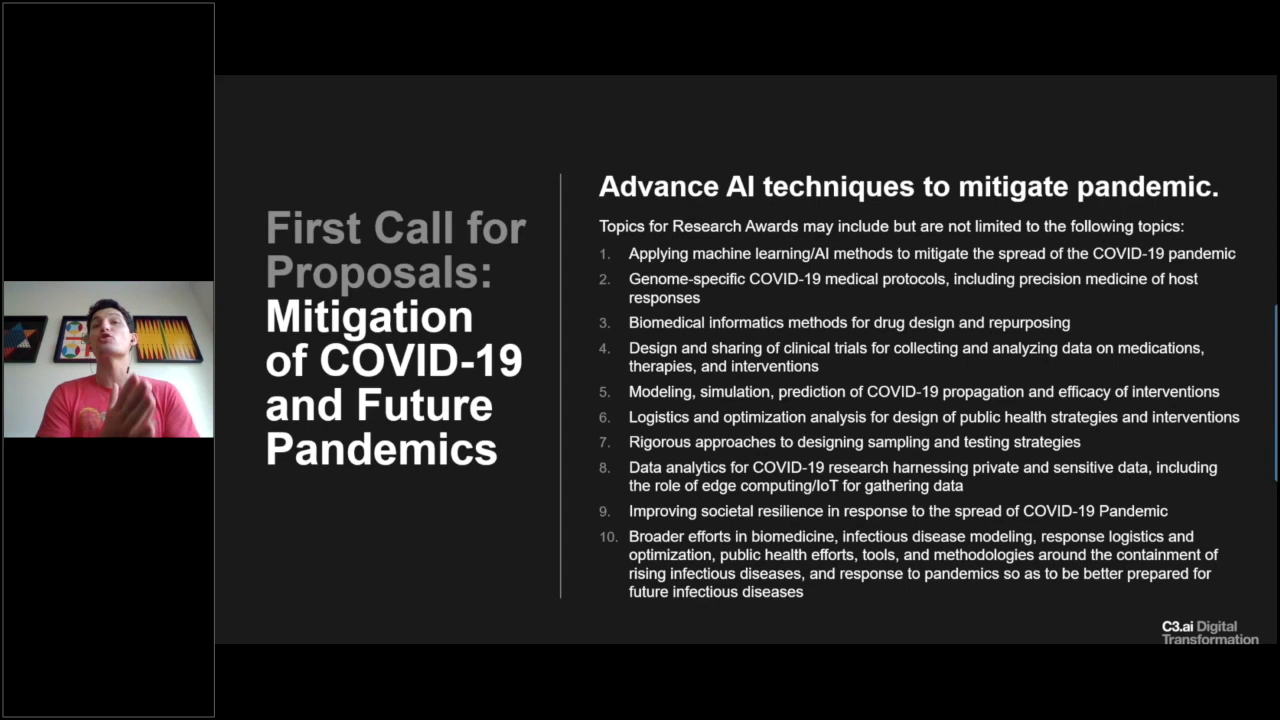 First Call for
Proposals:
Mitigation
of COVID-19
and Future
Pandemics
Advance AI techniques to mitigate pandemic.
Topics for Research Awards may include but are not limited to the following topics:
1. Applying machine learning/AI methods to mitigate the spread of the COVID-19 pandemic
2. Genome-specific COVID-19 medical protocols, including precision medicine of host
responses
3. Biomedical informatics methods for drug design and repurposing
4. Design and sharing of clinical trials for collecting and analyzing data on medications,
therapies, and interventions
5. Modeling, simulation, prediction of COVID-19 propagation and efficacy of interventions
6. Logistics and optimization analysis for design of public health strategies and interventions
7. Rigorous approaches to designing sampling and testing strategies
8. Data analytics for COVID-19 research harnessing private and sensitive data, including
the role of edge computing/IoT for gathering data
9. Improving societal resilience in response to the spread of COVID-19 Pandemic
10. Broader efforts in biomedicine, infectious disease modeling, response logistics and
optimization, public health efforts, tools, and methodologies around the containment of
rising infectious diseases, and response to pandemics so as to be better prepared for
future infectious diseases
C3.ai Digital
Transformation